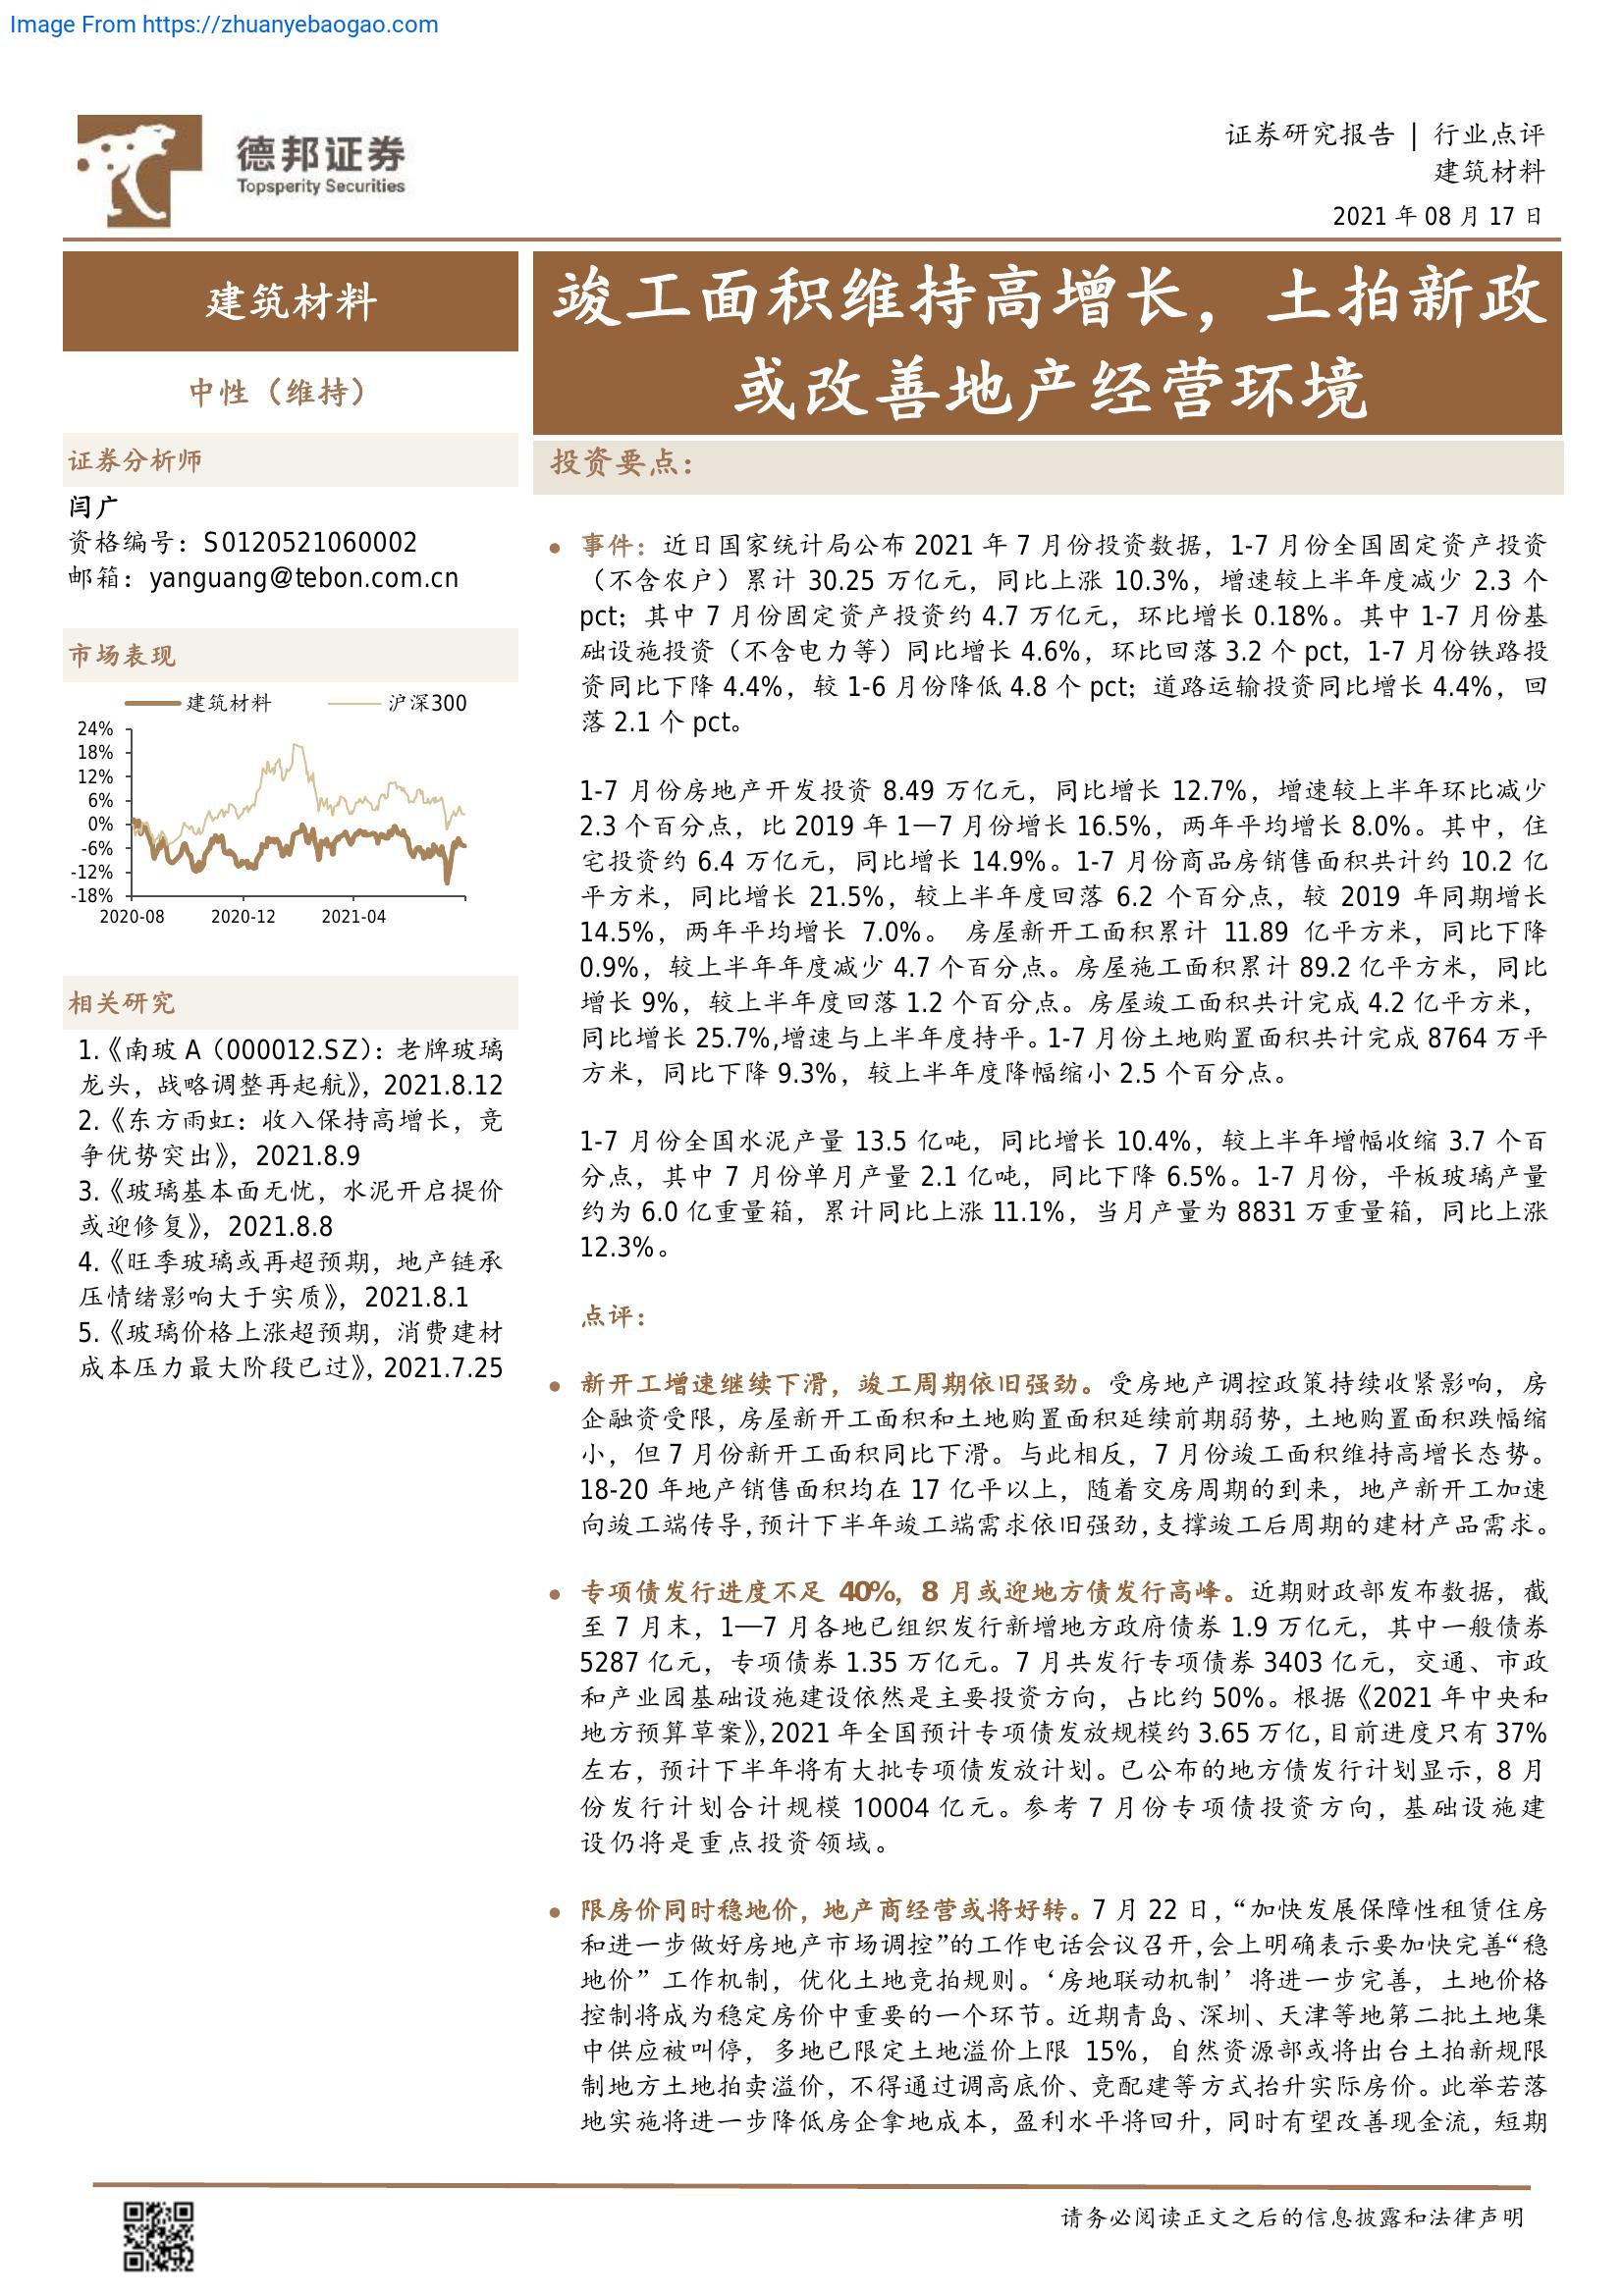 Image From https://zhuanyebaogao.com
德邦证券
Topsperity Securities
证券研究报告 | 行业点评
建筑材料
2021 年 08 月 17 日
建筑材料
中性（维持）
证券分析师
闫广
资格编号：S0120521060002
邮箱：yanguang@tebon.com.cn
市场表现
建筑材料 沪深300
24%
18%
12%
6%
0%
-6%
-12%
-18%
2020-08 2020-12 2021-04
相关研究
1.《南玻 A（000012.SZ）：老牌玻璃
龙头，战略调整再起航》，2021.8.12
2.《东方雨虹：收入保持高增长，竞
争优势突出》，2021.8.9
3.《玻璃基本面无忧，水泥开启提价
或迎修复》，2021.8.8
4.《旺季玻璃或再超预期，地产链承
压情绪影响大于实质》，2021.8.1
5.《玻璃价格上涨超预期，消费建材
成本压力最大阶段已过》，2021.7.25
竣工面积维持高增长，土拍新政
或改善地产经营环境
投资要点：
● 事件：近日国家统计局公布 2021 年 7 月份投资数据，1-7 月份全国固定资产投资
（不含农户）累计 30.25 万亿元，同比上涨 10.3%，增速较上半年度减少 2.3 个
pct；其中 7 月份固定资产投资约 4.7 万亿元，环比增长 0.18%。其中 1-7 月份基
础设施投资（不含电力等）同比增长 4.6%，环比回落 3.2 个 pct，1-7 月份铁路投
资同比下降 4.4%，较 1-6 月份降低 4.8 个 pct；道路运输投资同比增长 4.4%，回
落 2.1 个 pct。
1-7 月份房地产开发投资 8.49 万亿元，同比增长 12.7%，增速较上半年环比减少
2.3 个百分点，比 2019 年 1—7 月份增长 16.5%，两年平均增长 8.0%。其中，住
宅投资约 6.4 万亿元，同比增长 14.9%。1-7 月份商品房销售面积共计约 10.2 亿
平方米，同比增长 21.5%，较上半年度回落 6.2 个百分点，较 2019 年同期增长
14.5%，两年平均增长 7.0%。 房屋新开工面积累计 11.89 亿平方米，同比下降
0.9%，较上半年年度减少 4.7 个百分点。房屋施工面积累计 89.2 亿平方米，同比
增长 9%，较上半年度回落 1.2 个百分点。房屋竣工面积共计完成 4.2 亿平方米，
同比增长 25.7%,增速与上半年度持平。1-7 月份土地购置面积共计完成 8764 万平
方米，同比下降 9.3%，较上半年度降幅缩小 2.5 个百分点。
1-7 月份全国水泥产量 13.5 亿吨，同比增长 10.4%，较上半年增幅收缩 3.7 个百
分点，其中 7 月份单月产量 2.1 亿吨，同比下降 6.5%。1-7 月份，平板玻璃产量
约为 6.0 亿重量箱，累计同比上涨 11.1%，当月产量为 8831 万重量箱，同比上涨
12.3%。
点评：
● 新开工增速继续下滑，竣工周期依旧强劲。受房地产调控政策持续收紧影响，房
企融资受限，房屋新开工面积和土地购置面积延续前期弱势，土地购置面积跌幅缩
小，但 7 月份新开工面积同比下滑。与此相反，7 月份竣工面积维持高增长态势。
18-20 年地产销售面积均在 17 亿平以上，随着交房周期的到来，地产新开工加速
向竣工端传导，预计下半年竣工端需求依旧强劲，支撑竣工后周期的建材产品需求。
● 专项债发行进度不足 40%，8 月或迎地方债发行高峰。近期财政部发布数据，截
至 7 月末，1—7 月各地已组织发行新增地方政府债券 1.9 万亿元，其中一般债券
5287 亿元，专项债券 1.35 万亿元。7 月共发行专项债券 3403 亿元，交通、市政
和产业园基础设施建设依然是主要投资方向，占比约 50%。根据《2021 年中央和
地方预算草案》，2021 年全国预计专项债发放规模约 3.65 万亿，目前进度只有 37%
左右，预计下半年将有大批专项债发放计划。已公布的地方债发行计划显示，8 月
份发行计划合计规模 10004 亿元。参考 7 月份专项债投资方向，基础设施建
设仍将是重点投资领域。
● 限房价同时稳地价，地产商经营或将好转。7 月 22 日，“加快发展保障性租赁住房
和进一步做好房地产市场调控”的工作电话会议召开，会上明确表示要加快完善“稳
地价” 工作机制，优化土地竞拍规则。‘房地联动机制’ 将进一步完善，土地价格
控制将成为稳定房价中重要的一个环节。近期青岛、深圳、天津等地第二批土地集
中供应被叫停，多地已限定土地溢价上限 15%，自然资源部或将出台土拍新规限
制地方土地拍卖溢价，不得通过调高底价、竞配建等方式抬升实际房价。此举若落
地实施将进一步降低房企拿地成本，盈利水平将回升，同时有望改善现金流，短期
请务必阅读正文之后的信息披露和法律声明